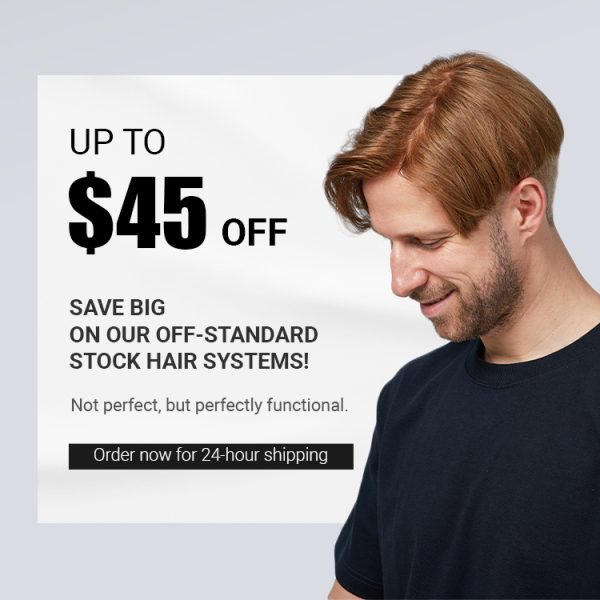 UP TO
$45 OFF
SAVE BIG
ON OUR OFF-STANDARD
STOCK HAIR SYSTEMS!
Not perfect, but perfectly functional.
Order now for 24-hour shipping